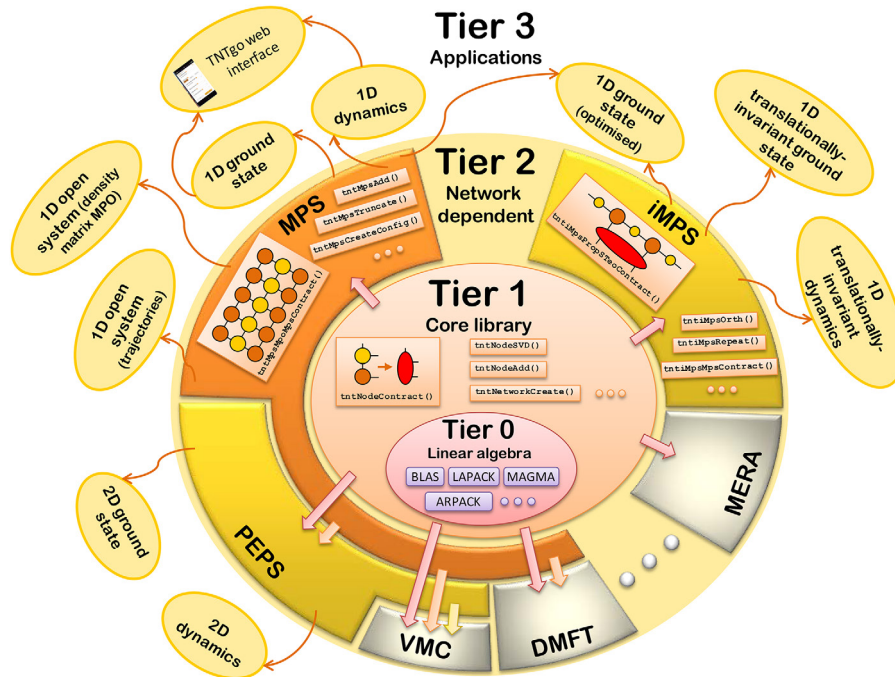 Tier 3
Applications
TNTgo web
interface
1D
dynamics
1D ground
state
1D ground
state
(optimised)
1D
translationally-
invariant ground
state
1D open
system (density
matrix MPO)
1D open
system
(trajectories)
1D
translationally-
invariant
dynamics
2D ground
state
2D
dynamics
Tier 2
Network
dependent
MPS
tntMpsAdd()
tntMpsTruncate()
tntMpsCreateConfig()
tntMpsMpoMpsContract()
iMPS
tntiMpsPropSTwoContract()
tntiMpsOrth()
tntiMpsRepeat()
tntiMpsMpsContract()
Tier 1
Core library
tntNodeContract()
tntNodeSVD()
tntNodeAdd()
tntNetworkCreate()
Tier 0
Linear algebra
BLAS
LAPACK
MAGMA
ARPACK
MERA
PEPS
VMC
DMFT